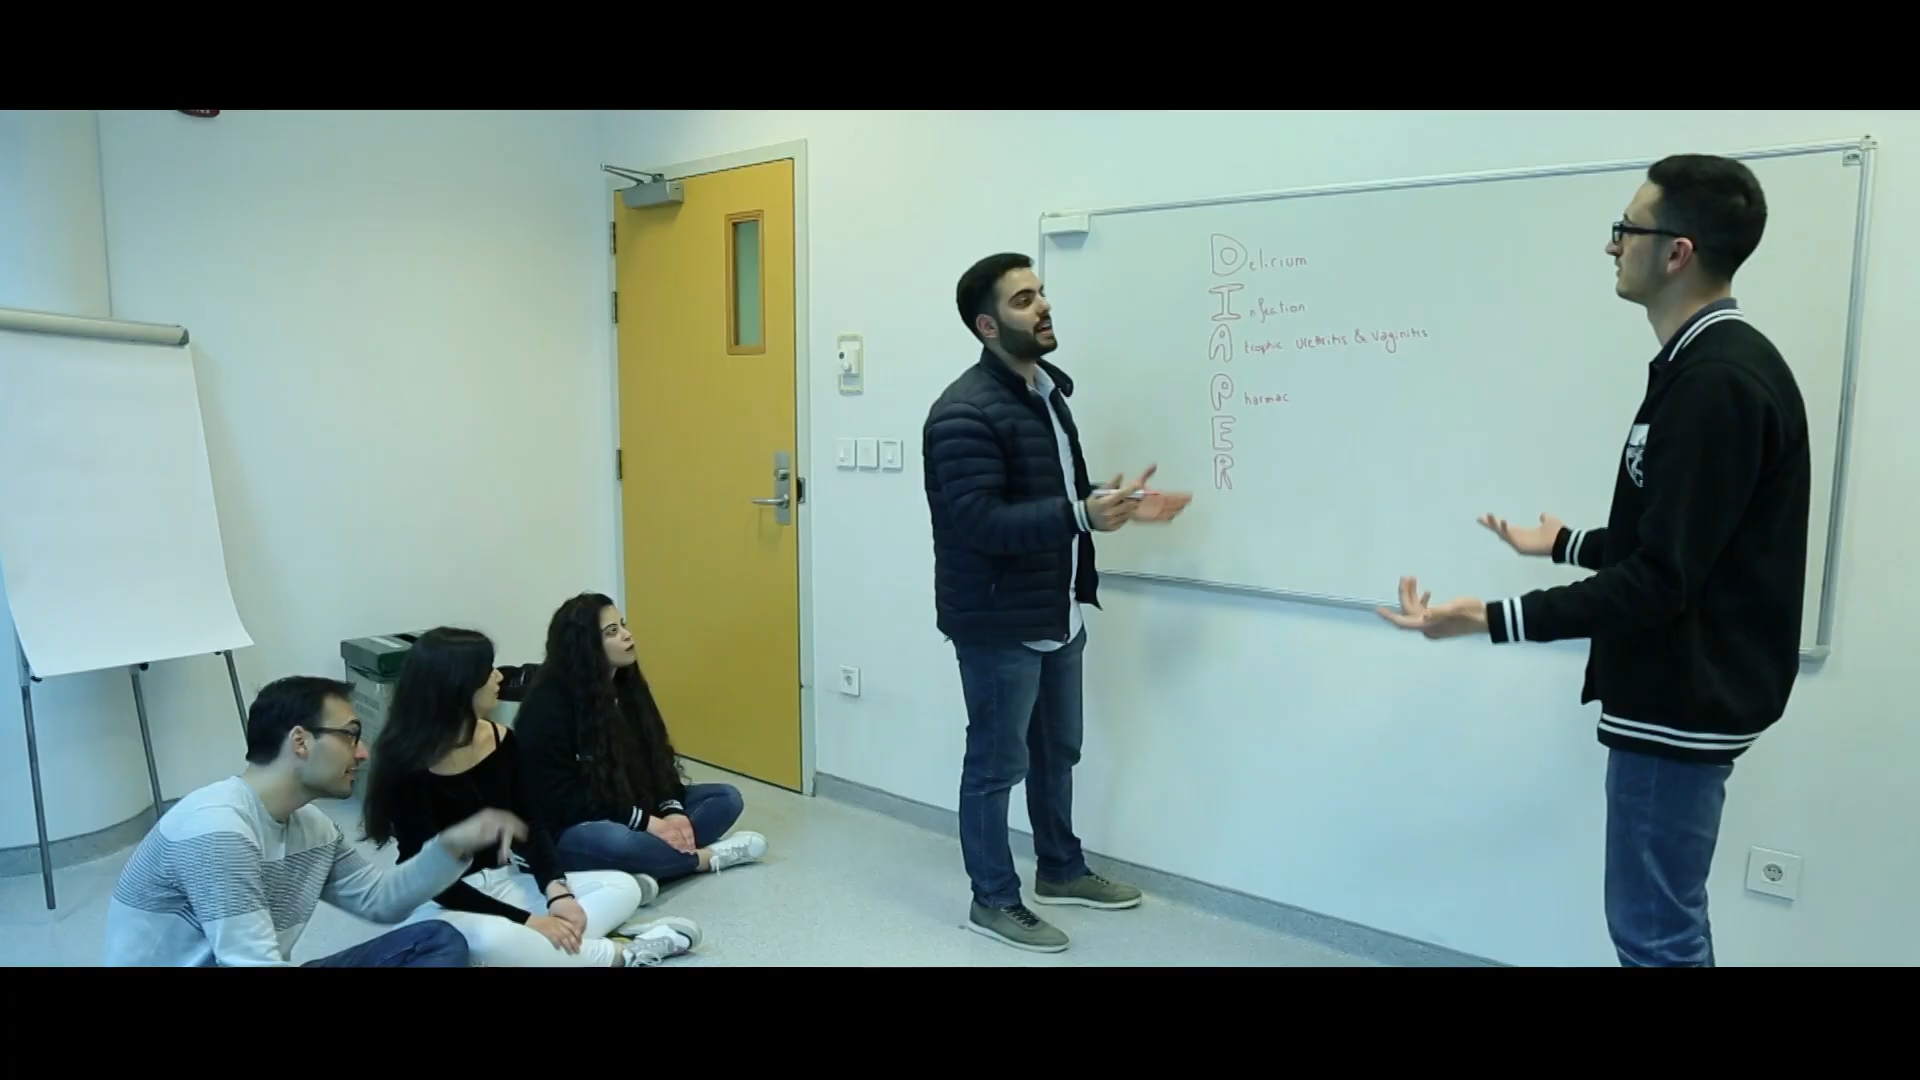 Delirium
Infection
Atrophic Urethritis & Vaginitis
Pharmac
E
R